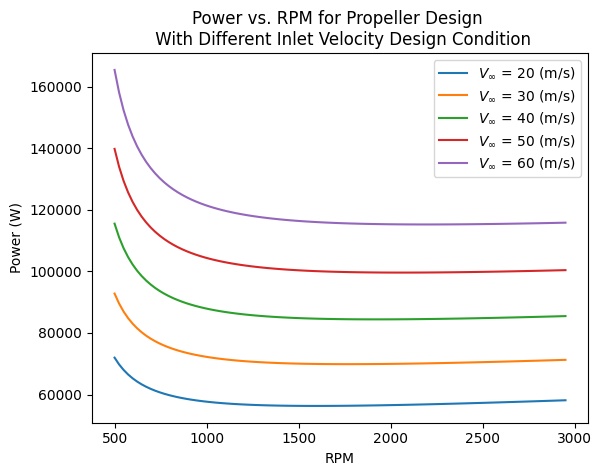 Power vs. RPM for Propeller Design
With Different Inlet Velocity Design Condition
V∞ = 20 (m/s)
V∞ = 30 (m/s)
V∞ = 40 (m/s)
V∞ = 50 (m/s)
V∞ = 60 (m/s)
Power (W)
160000
140000
120000
100000
80000
60000
500 1000 1500 2000 2500 3000
RPM